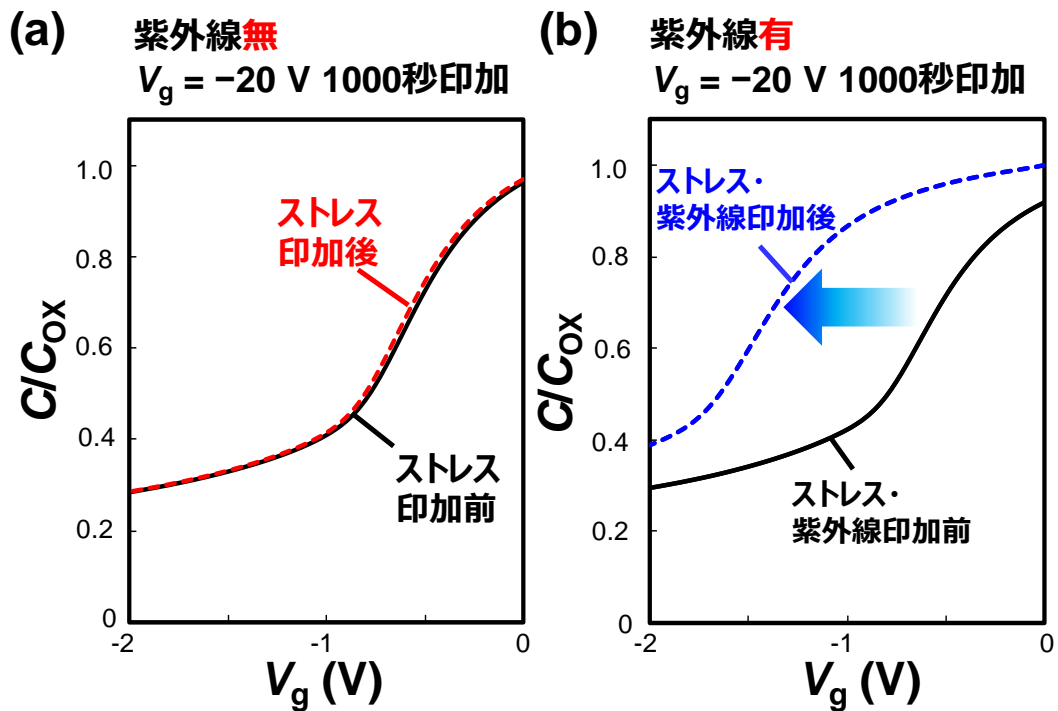 (a)
紫外線無
Vg = −20 V 1000秒印加
C/COX
1.0
0.8
0.6
0.4
0.2
0
-2
-1
0
Vg (V)
ストレス
印加後
ストレス
印加前
(b)
紫外線有
Vg = −20 V 1000秒印加
C/COX
1.0
0.8
0.6
0.4
0.2
0
-2
-1
0
Vg (V)
ストレス・
紫外線印加後
ストレス・
紫外線印加前